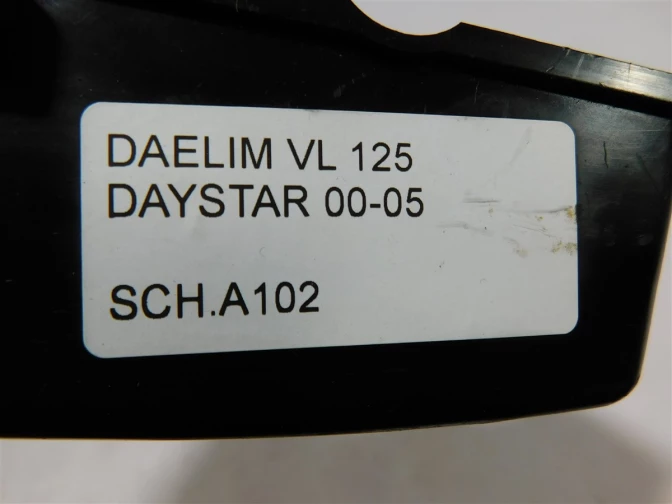 DAELIM VL 125
DAYSTAR 00-05
SCH.A102